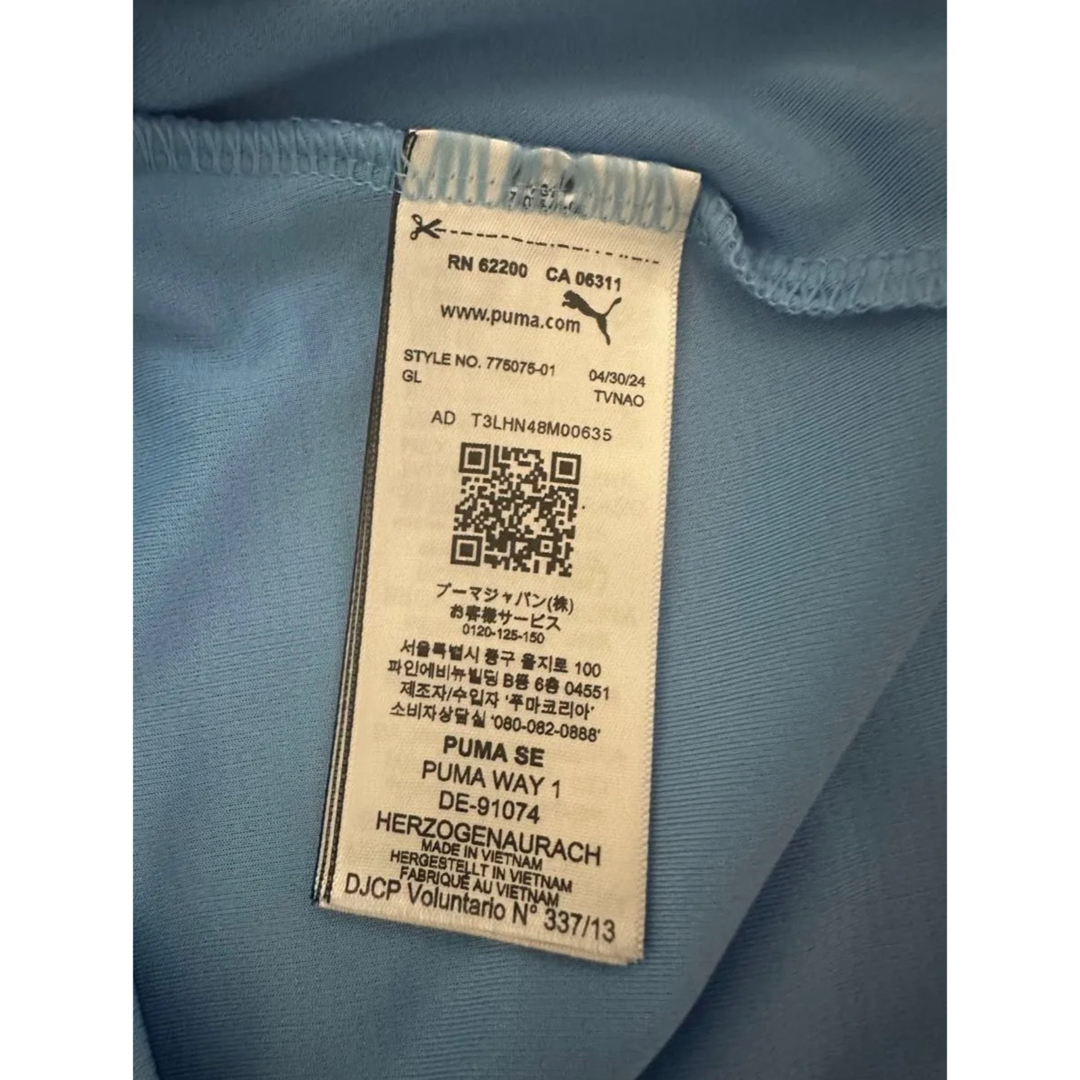 RN 62200 CA 06311
www.puma.com
STYLE NO. 775075-01 04/30/24
GL TVNAO
AD T3LHN48M00635
プーマジャパン(株)
お客様サービス
0120-125-150
서울특별시 중구 을지로 100
파인에비뉴빌딩 B동 6층 04551
제조자/수입자 '푸마코리아'
소비자상담실 '080-082-0888'
PUMA SE
PUMA WAY 1
DE-91074
HERZOGENAURACH
MADE IN VIETNAM
HERGESTELLT IN VIETNAM
FABRIQUÉ AU VIETNAM
DJCP Voluntario N° 337/13